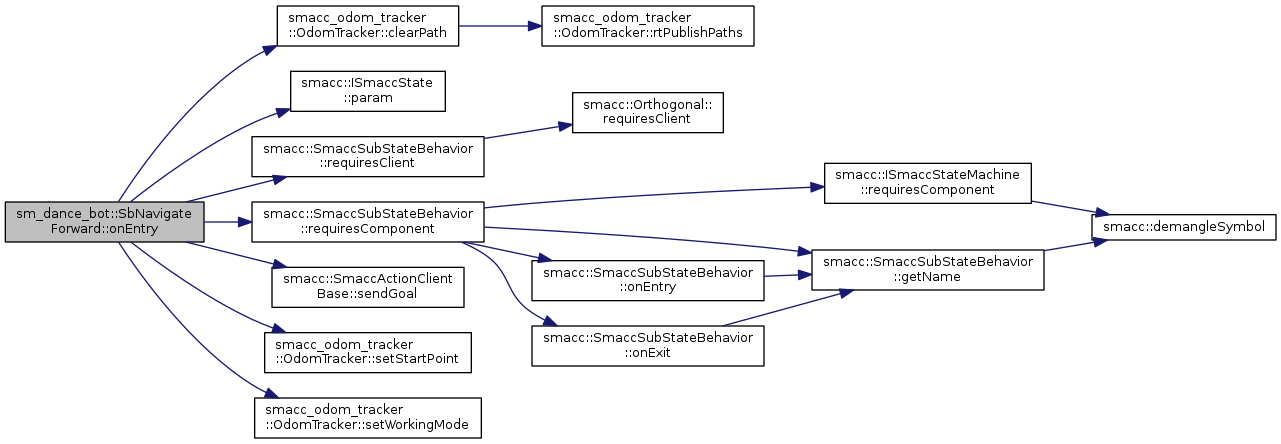 smacc_odom_tracker
::OdomTracker::clearPath
smacc_odom_tracker
::OdomTracker::rtPublishPaths
smacc::ISmaccState
::param
smacc::Orthogonal::
requiresClient
smacc::SmaccSubStateBehavior
::requiresClient
smacc::ISmaccStateMachine
::requiresComponent
sm_dance_bot::SbNavigate
Forward::onEntry
smacc::SmaccSubStateBehavior
::requiresComponent
smacc::demangleSymbol
smacc::SmaccSubStateBehavior
::getName
smacc::SmaccActionClient
Base::sendGoal
smacc::SmaccSubStateBehavior
::onEntry
smacc_odom_tracker
::OdomTracker::setStartPoint
smacc::SmaccSubStateBehavior
::onExit
smacc_odom_tracker
::OdomTracker::setWorkingMode